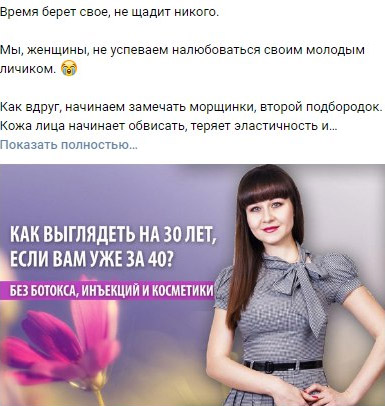 Время берет свое, не щадит никого.
Мы, женщины, не успеваем налюбоваться своим молодым
личиком. 😭
Как вдруг, начинаем замечать морщинки, второй подбородок.
Кожа лица начинает обвисать, теряет эластичность и…
Показать полностью…
КАК ВЫГЛЯДЕТЬ НА 30 ЛЕТ,
ЕСЛИ ВАМ УЖЕ ЗА 40?
БЕЗ БОТОКСА, ИНЪЕКЦИЙ И КОСМЕТИКИ